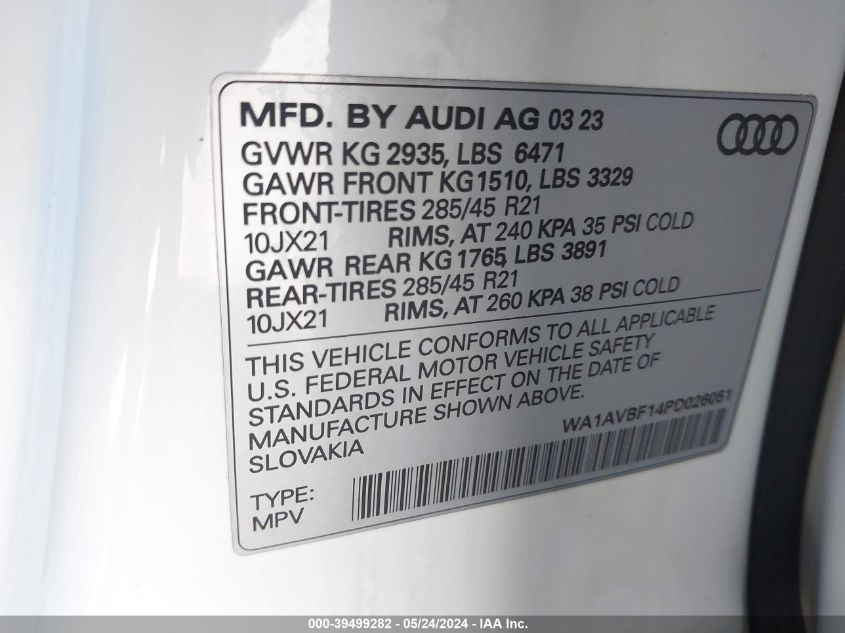 MFD. BY AUDI AG 03 23
GVWR KG 2935, LBS 6471
GAWR FRONT KG1510, LBS 3329
FRONT-TIRES 285/45 R21
10JX21 RIMS, AT 240 KPA 35 PSI COLD
GAWR REAR KG 1765, LBS 3891
REAR-TIRES 285/45 R21
10JX21 RIMS, AT 260 KPA 38 PSI COLD
THIS VEHICLE CONFORMS TO ALL APPLICABLE
U.S. FEDERAL MOTOR VEHICLE SAFETY
STANDARDS IN EFFECT ON THE DATE OF
MANUFACTURE SHOWN ABOVE.
SLOVAKIA
WA1AVBF14PD026051
TYPE:
MPV
000-39499282 - 05/24/2024 - IAA Inc.